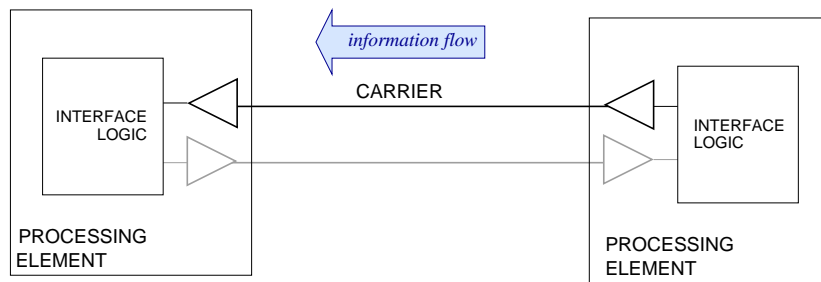 information flow
CARRIER
INTERFACE
LOGIC
INTERFACE
LOGIC
PROCESSING
ELEMENT
PROCESSING
ELEMENT